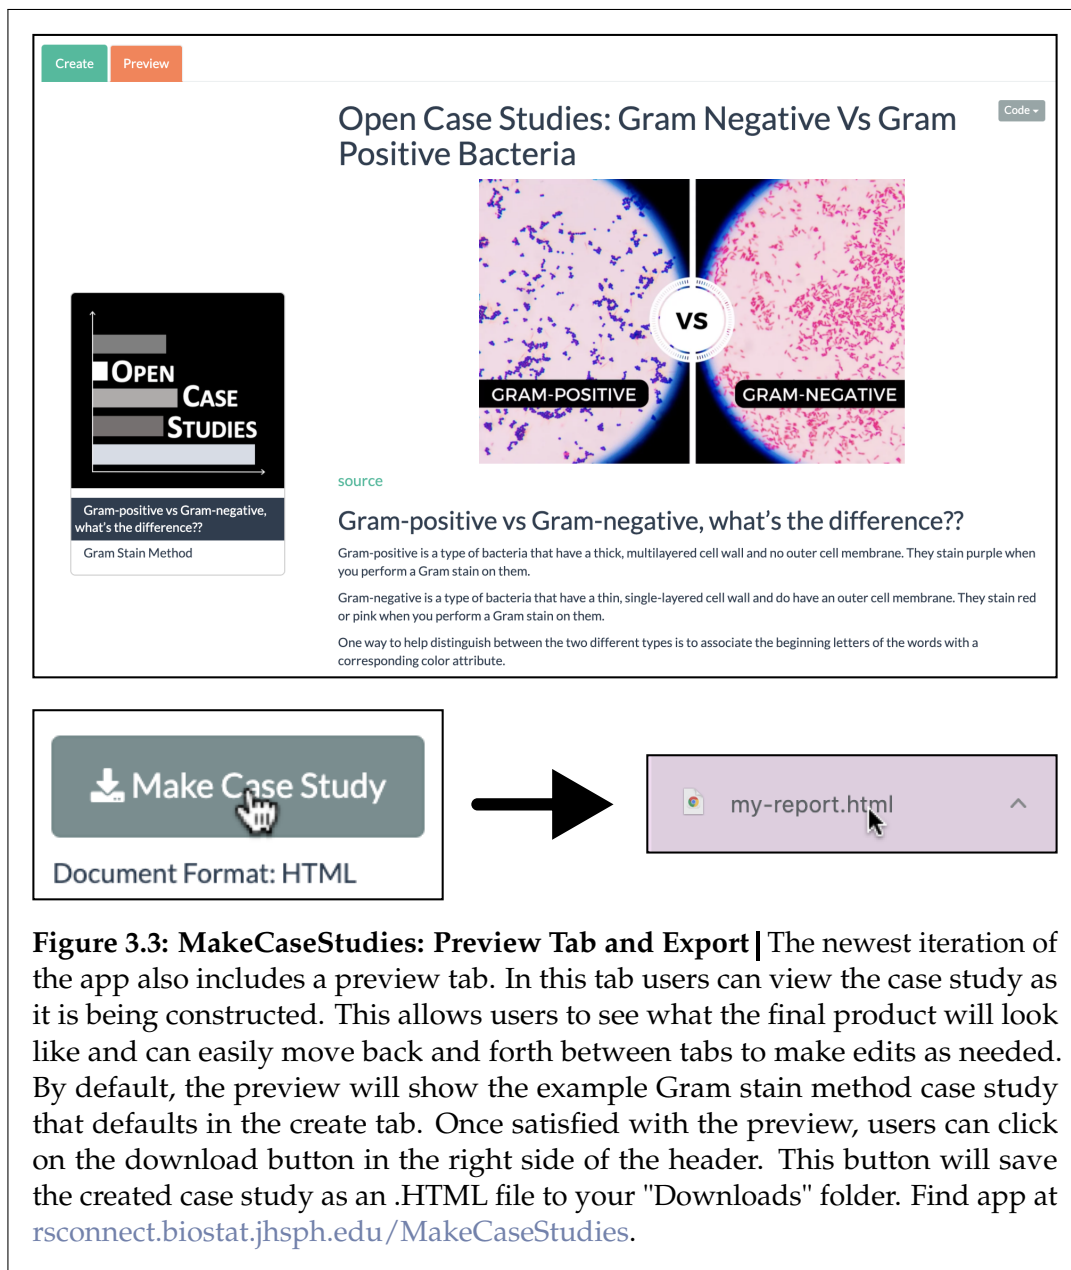 Create
Preview
Code
Open Case Studies: Gram Negative Vs Gram
Positive Bacteria
VS
GRAM-POSITIVE
GRAM-NEGATIVE
OPEN
CASE
STUDIES
Gram-positive vs Gram-negative,
what's the difference??
Gram Stain Method
source
Gram-positive vs Gram-negative, what's the difference??
Gram-positive is a type of bacteria that have a thick, multilayered cell wall and no outer cell membrane. They stain purple when
you perform a Gram stain on them.
Gram-negative is a type of bacteria that have a thin, single-layered cell wall and do have an outer cell membrane. They stain red
or pink when you perform a Gram stain on them.
One way to help distinguish between the two different types is to associate the beginning letters of the words with a
corresponding color attribute.
Make Case Study
Document Format: HTML
my-report.html
Figure 3.3: MakeCaseStudies: Preview Tab and Export | The newest iteration of
the app also includes a preview tab. In this tab users can view the case study as
it is being constructed. This allows users to see what the final product will look
like and can easily move back and forth between tabs to make edits as needed.
By default, the preview will show the example Gram stain method case study
that defaults in the create tab. Once satisfied with the preview, users can click
on the download button in the right side of the header. This button will save
the created case study as an .HTML file to your "Downloads" folder. Find app at
rsconnect.biostat.jhsph.edu/MakeCaseStudies.